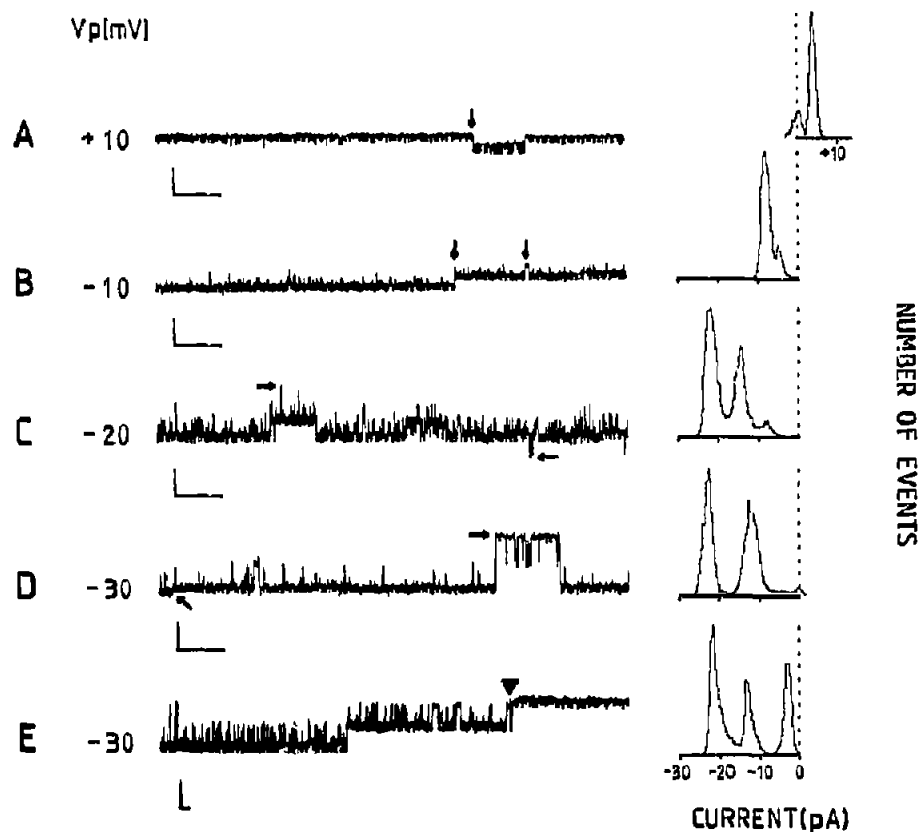 Vp[mV]
A +10
+10
B -10
C -20
D -30
E -30
-30 -20 -10 0
CURRENT(pA)
NUMBER OF EVENTS